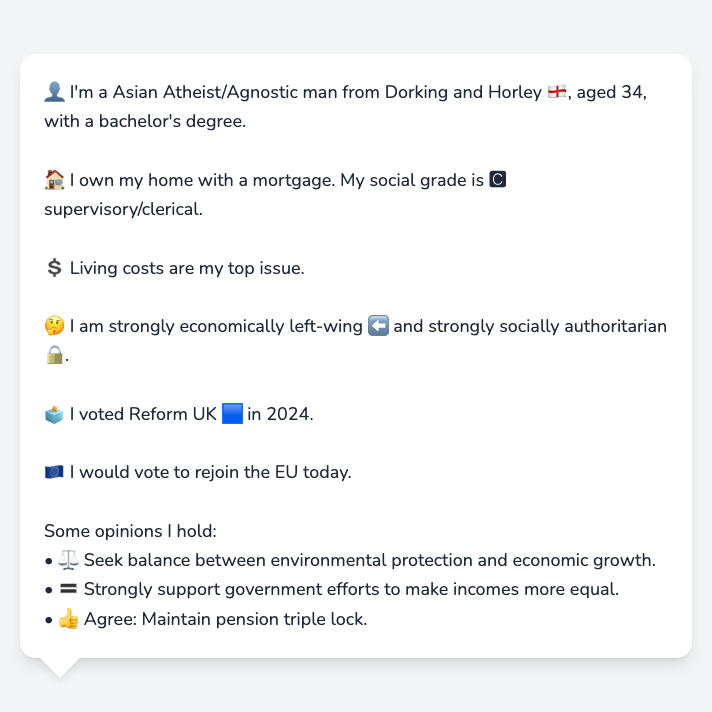 👤 I'm a Asian Atheist/Agnostic man from Dorking and Horley 🏴󠁧󠁢󠁥󠁮󠁧󠁿, aged 34,
with a bachelor's degree.
🏠 I own my home with a mortgage. My social grade is 🅲
supervisory/clerical.
💲 Living costs are my top issue.
🤔 I am strongly economically left-wing ⬅️ and strongly socially authoritarian
🔒.
🗳️ I voted Reform UK 🟦 in 2024.
🇪🇺 I would vote to rejoin the EU today.
Some opinions I hold:
• ⚖️ Seek balance between environmental protection and economic growth.
• 🟰 Strongly support government efforts to make incomes more equal.
• 👍 Agree: Maintain pension triple lock.